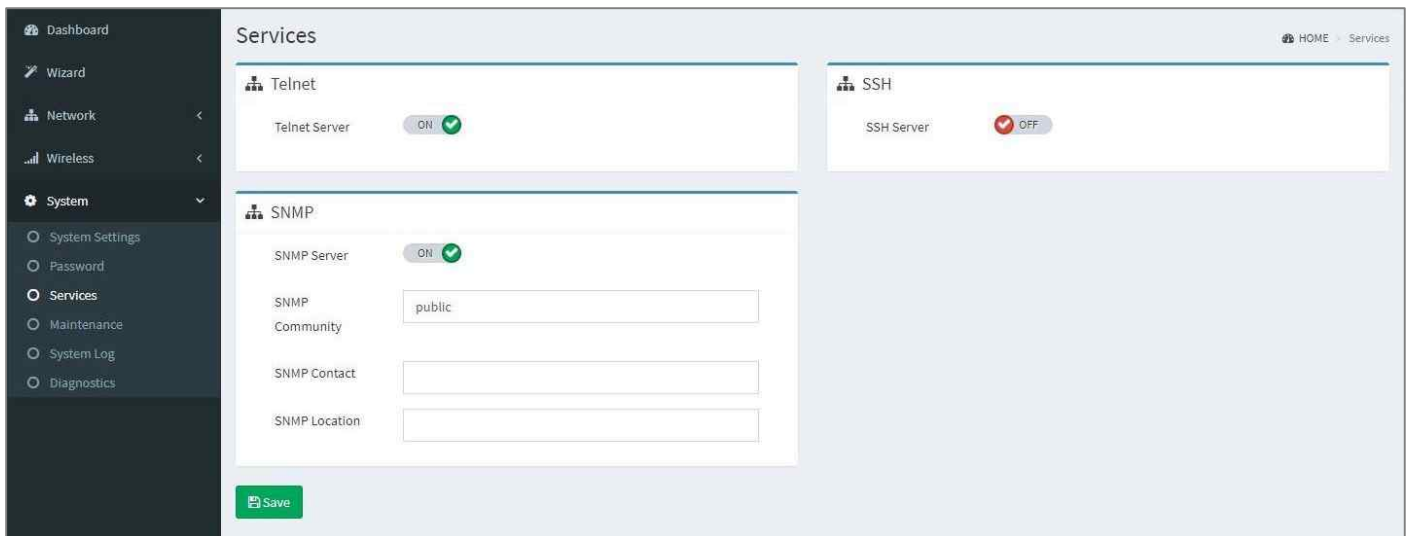 Dashboard
Wizard
Network
Wireless
System
System Settings
Password
Services
Maintenance
System Log
Diagnostics
Services
HOME > Services
Telnet
Telnet Server ON
SSH
SSH Server OFF
SNMP
SNMP Server ON
SNMP
Community
public
SNMP Contact
SNMP Location
Save